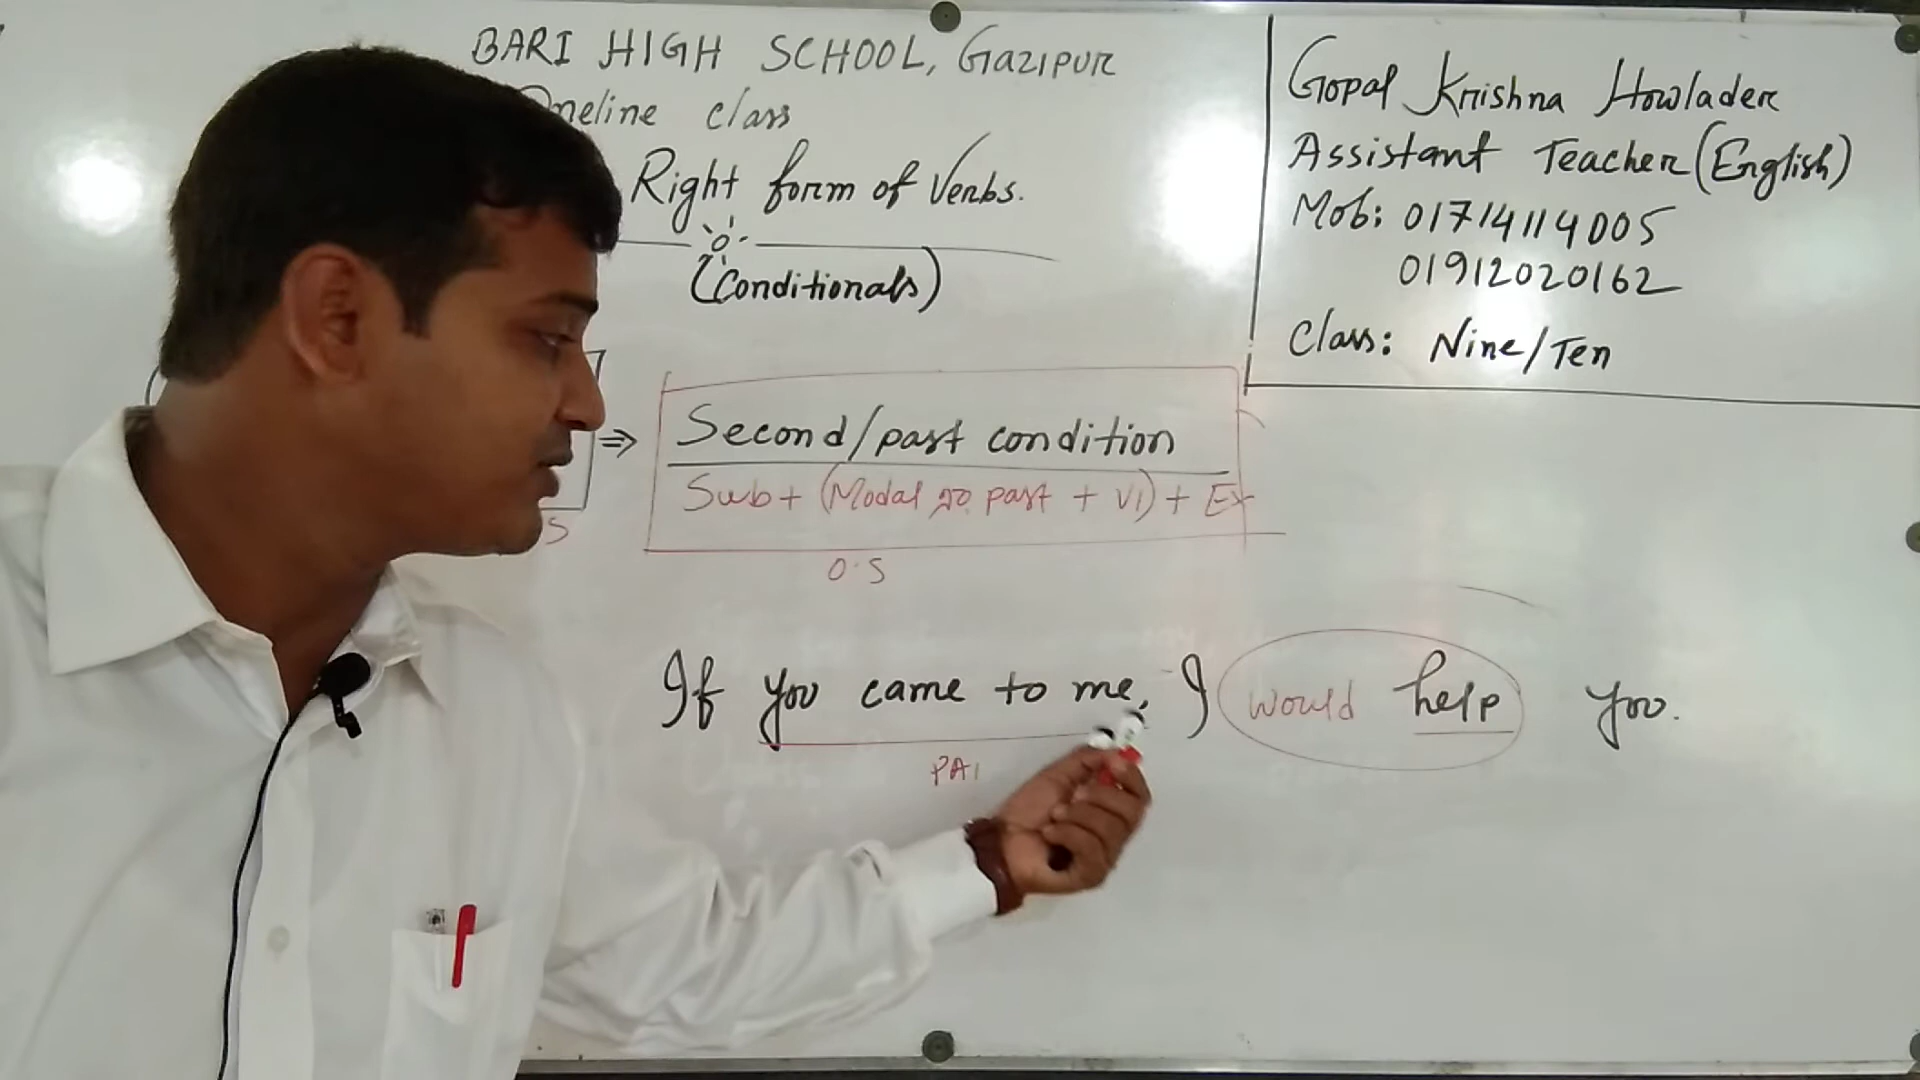 BARI HIGH SCHOOL, Gazipur
Oneline class
Right form of Verbs.
(Conditionals)
Gopal Krishna Howlader
Assistant Teacher (English)
Mob: 01714114005
01912020162
Class: Nine/Ten
⇒ Second/past condition
Sub + (Modal এর past + V1) + Ex
S
O.S
If you came to me, I would help you.
PAI